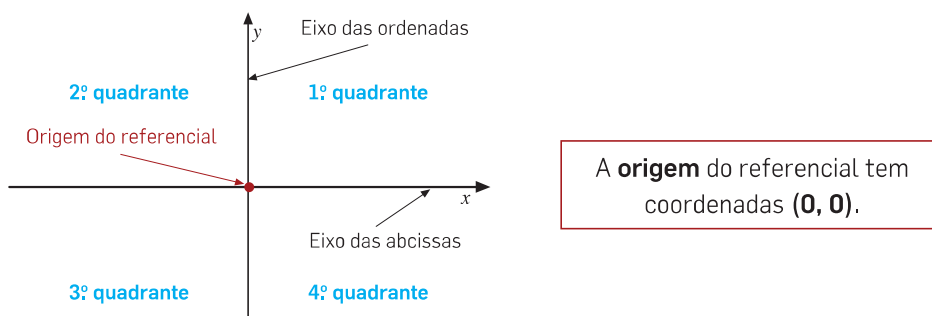 y
Eixo das ordenadas
2.º quadrante
1.º quadrante
Origem do referencial
x
Eixo das abcissas
3.º quadrante
4.º quadrante
A origem do referencial tem
coordenadas (0, 0).